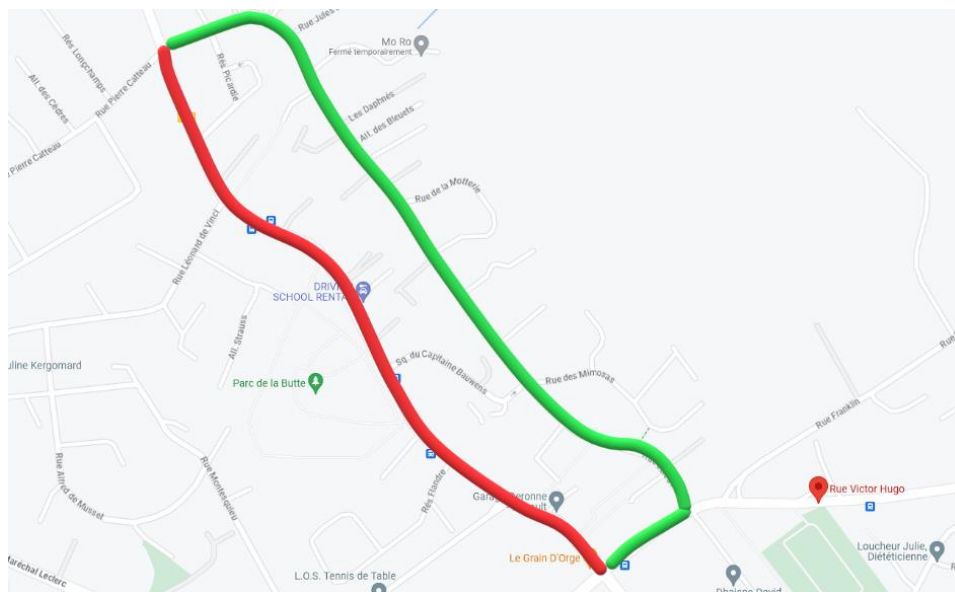 Rue Jules
Mo Ro
Fermé temporairement
Rés Longchamps
Rés Picardie
All. des Cèdres
Rue Pierre Catteau
Pierre Catteau
Les Daphnés
All. des Bleuets
Rue de la Motterie
Rue Léonard de Vinci
DRIV
SCHOOL RENTA
All. Strauss
uline Kergomard
Parc de la Butte
Sq. du Capitaine Bauwens
Rue des Mimosas
Rue Franklin
Rue Alfred de Musset
Rue Montesquieu
Rés Flandre
Rue Victor Hugo
Le Grain D'Orge
Maréchal Leclerc
L.O.S. Tennis de Table
Loucheur Julie,
Diététicienne